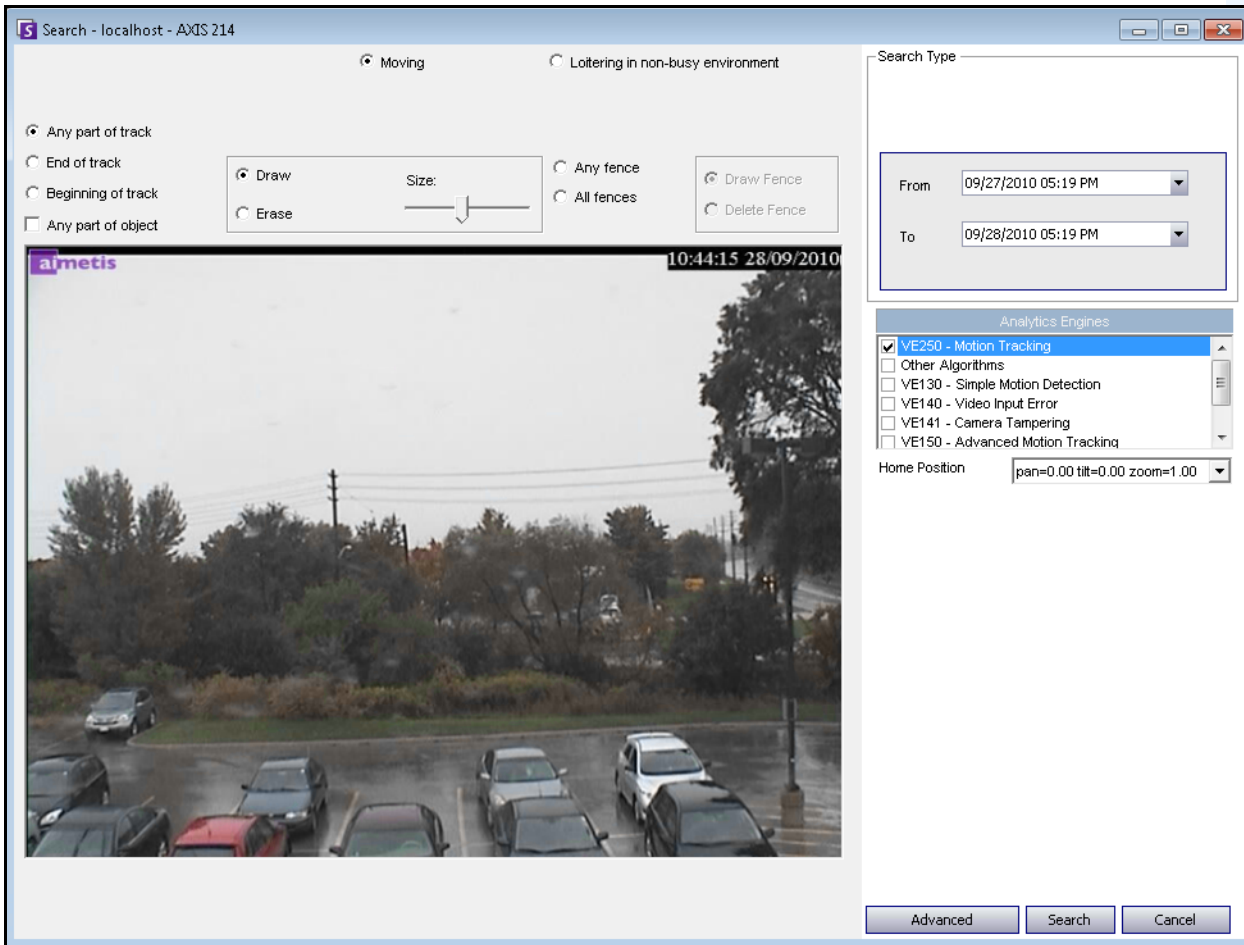 Search - localhost - AXIS 214
Moving
Loitering in non-busy environment
Any part of track
End of track
Beginning of track
Any part of object
Draw
Erase
Size:
Any fence
All fences
Draw Fence
Delete Fence
aimetis
10:44:15 28/09/2010
Search Type
From 09/27/2010 05:19 PM
To 09/28/2010 05:19 PM
Analytics Engines
VE250 - Motion Tracking
Other Algorithms
VE130 - Simple Motion Detection
VE140 - Video Input Error
VE141 - Camera Tampering
VE150 - Advanced Motion Tracking
Home Position pan=0.00 tilt=0.00 zoom=1.00
Advanced Search Cancel